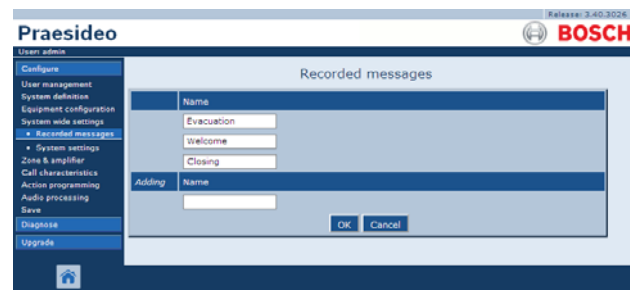 Release: 3.40.3026
Praesideo
BOSCH
User: admin
Configure
User management
System definition
Equipment configuration
System wide settings
• Recorded messages
• System settings
Zone & amplifier
Call characteristics
Action programming
Audio processing
Save
Diagnose
Upgrade
Recorded messages
Name
Evacuation
Welcome
Closing
Adding Name
OK Cancel